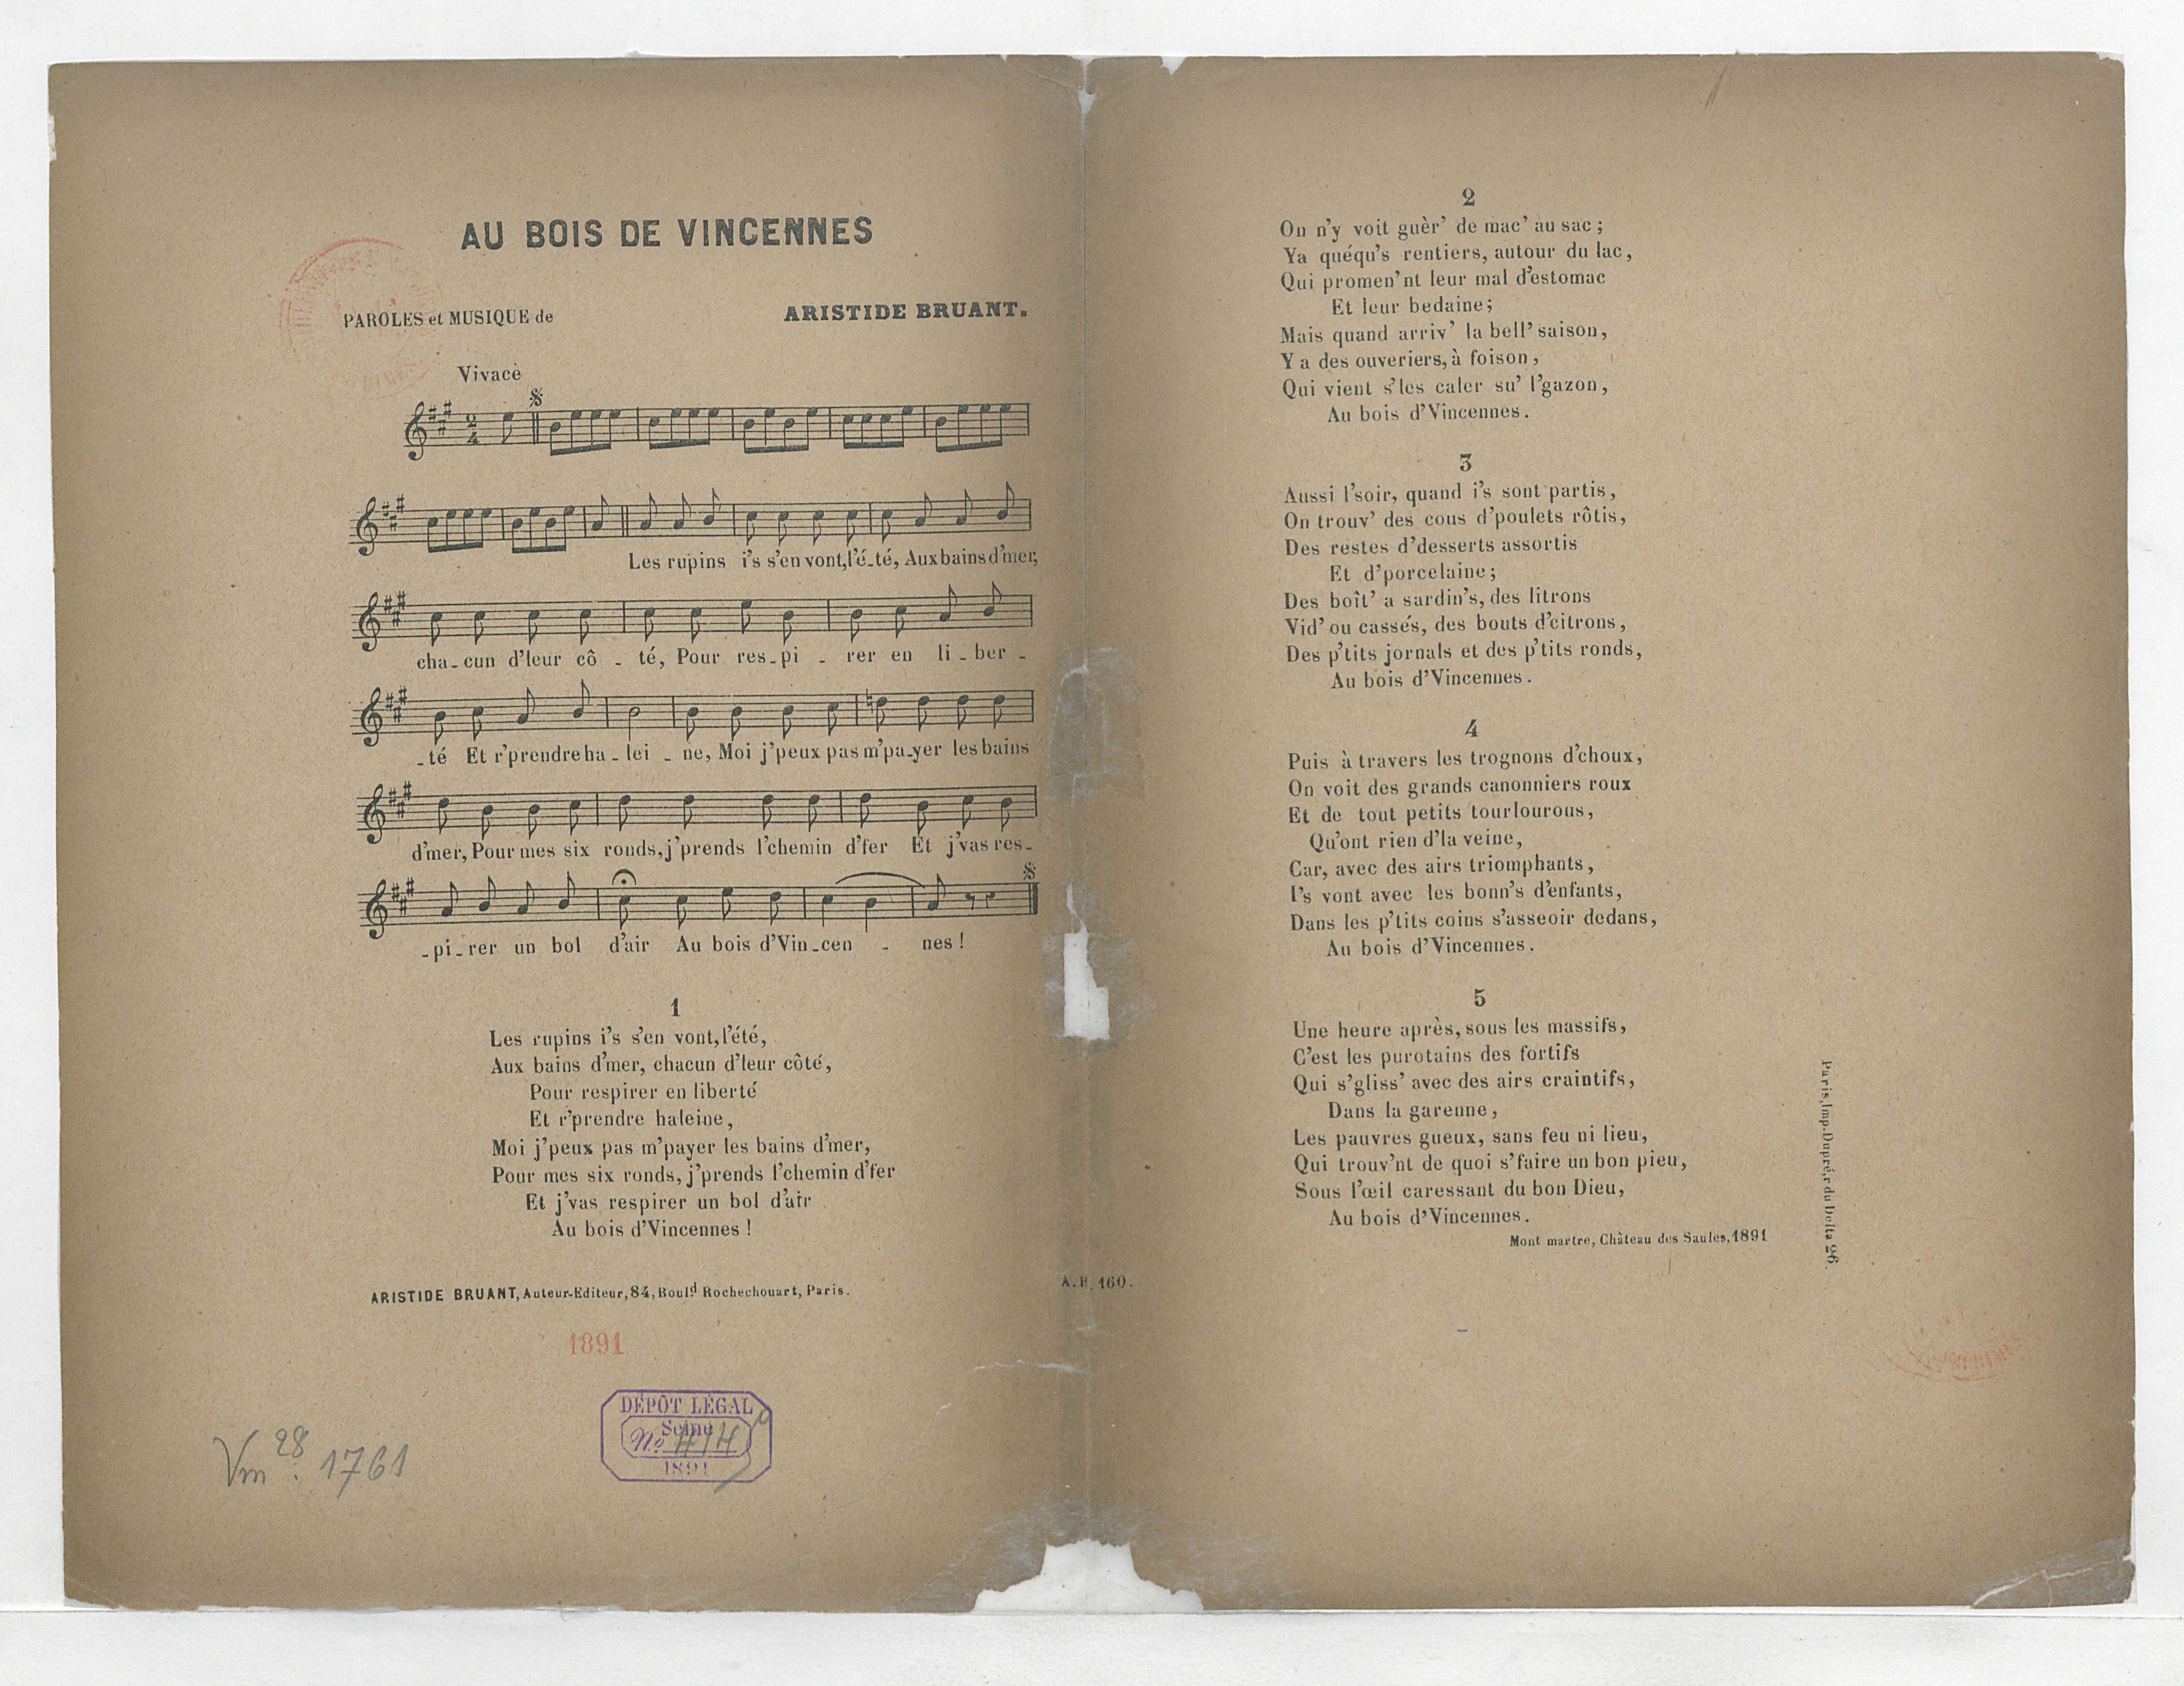 AU BOIS DE VINCENNES
PAROLES et MUSIQUE de
ARISTIDE BRUANT.
Vivacè
Les rupins i's s'en vont, l'é_té, Aux bains d'mer,
cha_cun d'leur cô _ té, Pour res_pi _ rer en li _ ber _
_té Et r'prendre ha _ lei _ ne, Moi j'peux pas m'pa_yer les bains
d'mer, Pour mes six ronds, j'prends l'chemin d'fer Et j'vas res_
_pi_rer un bol d'air Au bois d'Vin_cen _ nes !
1
Les rupins i's s'en vont, l'été,
Aux bains d'mer, chacun d'leur côté,
Pour respirer en liberté
Et r'prendre haleine,
Moi j'peux pas m'payer les bains d'mer,
Pour mes six ronds, j'prends l'chemin d'fer
Et j'vas respirer un bol d'air
Au bois d'Vincennes !
ARISTIDE BRUANT, Auteur-Editeur, 84, Boul.d Rochechouart, Paris.
1891
DÉPÔT LÉGAL
Seine
No
1891
Vm 28. 1761
A.B. 160.
2
On n'y voit guèr' de mac' au sac ;
Ya quéqu's rentiers, autour du lac,
Qui promen'nt leur mal d'estomac
Et leur bedaine;
Mais quand arriv' la bell' saison,
Y a des ouveriers, à foison,
Qui vient s'les caler su' l'gazon,
Au bois d'Vincennes.
3
Aussi l'soir, quand i's sont partis,
On trouv' des cous d'poulets rôtis,
Des restes d'desserts assortis
Et d'porcelaine;
Des boît' a sardin's, des litrons
Vid' ou cassés, des bouts d'citrons,
Des p'tits jornals et des p'tits ronds,
Au bois d'Vincennes.
4
Puis à travers les trognons d'choux,
On voit des grands canonniers roux
Et de tout petits tourlourous,
Qu'ont rien d'la veine,
Car, avec des airs triomphants,
I's vont avec les bonn's d'enfants,
Dans les p'tits coins s'asseoir dedans,
Au bois d'Vincennes.
5
Une heure après, sous les massifs,
C'est les purotains des fortifs
Qui s'gliss' avec des airs craintifs,
Dans la garenne,
Les pauvres gueux, sans feu ni lieu,
Qui trouv'nt de quoi s'faire un bon pieu,
Sous l'œil caressant du bon Dieu,
Au bois d'Vincennes.
Mont martre, Château des Saules, 1891
Paris, Imp. Dupré, r du Delta 26.